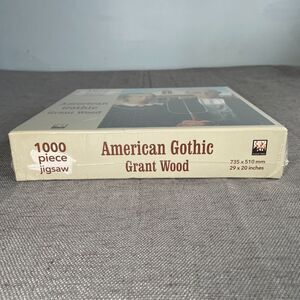 American
Gothic
Grant Wood
1000
piece
jigsaw
American Gothic
Grant Wood
735 x 510 mm
29 x 20 inches